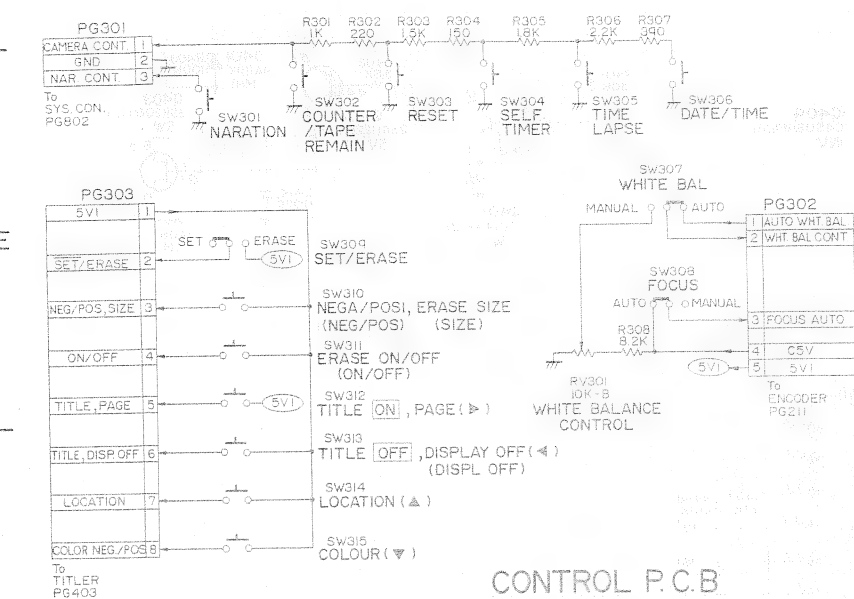 PG301
CAMERA CONT. 1
GND 2
NAR. CONT. 3
To
SYS. CON.
PG802
R301
1K
R302
220
R303
1.5K
R304
150
R305
1.8K
R306
2.2K
R307
390
SW301
NARATION
SW302
COUNTER
/TAPE
REMAIN
SW303
RESET
SW304
SELF
TIMER
SW305
TIME
LAPSE
SW306
DATE/TIME
PG303
5V1 1
SET/ERASE 2
NEG/POS, SIZE 3
ON/OFF 4
TITLE, PAGE 5
TITLE, DISP. OFF 6
LOCATION 7
COLOR NEG./POS 8
To
TITLER
PG403
SET ERASE
5V1
SW309
SET/ERASE
SW310
NEGA/POSI, ERASE SIZE
(NEG/POS) (SIZE)
SW311
ERASE ON/OFF
(ON/OFF)
5V1
SW312
TITLE ON , PAGE (▶)
SW313
TITLE OFF , DISPLAY OFF (◀)
(DISPL OFF)
SW314
LOCATION (▲)
SW315
COLOUR (▼)
SW307
WHITE BAL
MANUAL AUTO
PG302
1 AUTO WHT. BAL
2 WHT. BAL CONT
SW308
FOCUS
AUTO MANUAL
3 FOCUS AUTO
R308
8.2K
4 C5V
5V1
5 5V1
RV301
10K-B
WHITE BALANCE
CONTROL
To
ENCODER
PG211
CONTROL P.C.B